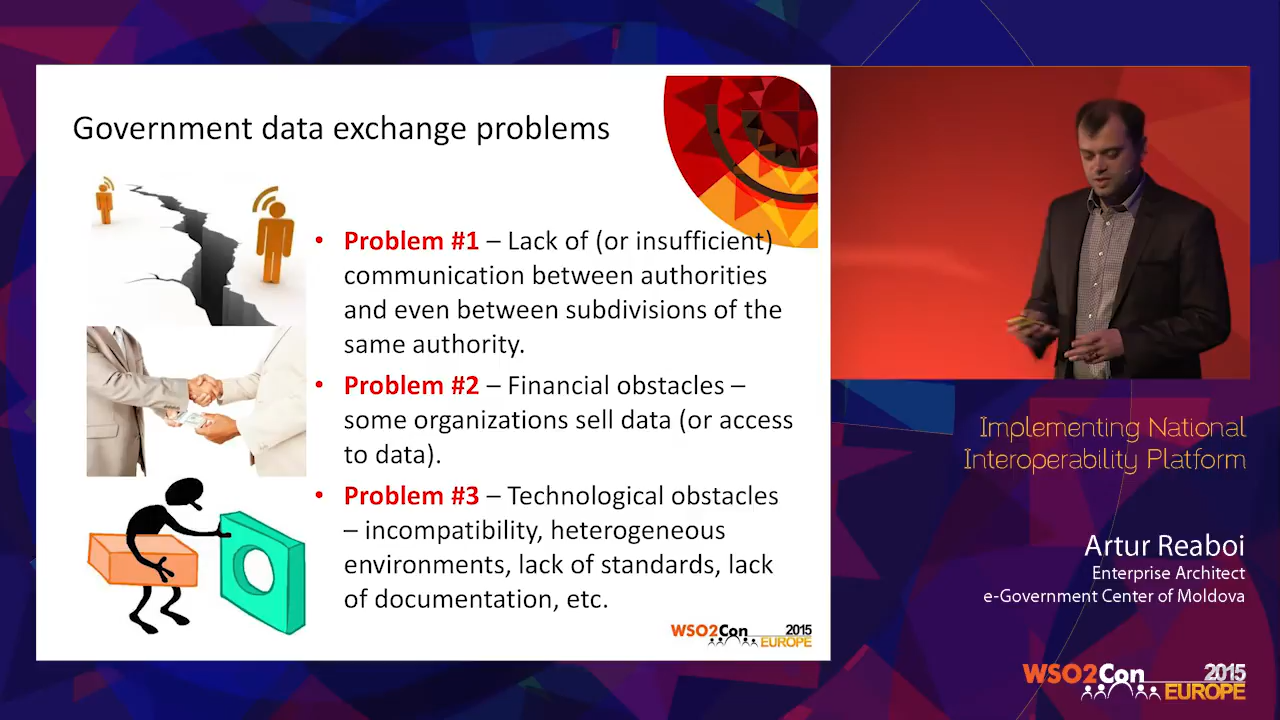 Government data exchange problems
• Problem #1 – Lack of (or insufficient)
communication between authorities
and even between subdivisions of the
same authority.
• Problem #2 – Financial obstacles –
some organizations sell data (or access
to data).
• Problem #3 – Technological obstacles
– incompatibility, heterogeneous
environments, lack of standards, lack
of documentation, etc.
WSO2Con 2015
EUROPE
Implementing National
Interoperability Platform
Artur Reaboi
Enterprise Architect
e-Government Center of Moldova
WSO2Con 2015
EUROPE